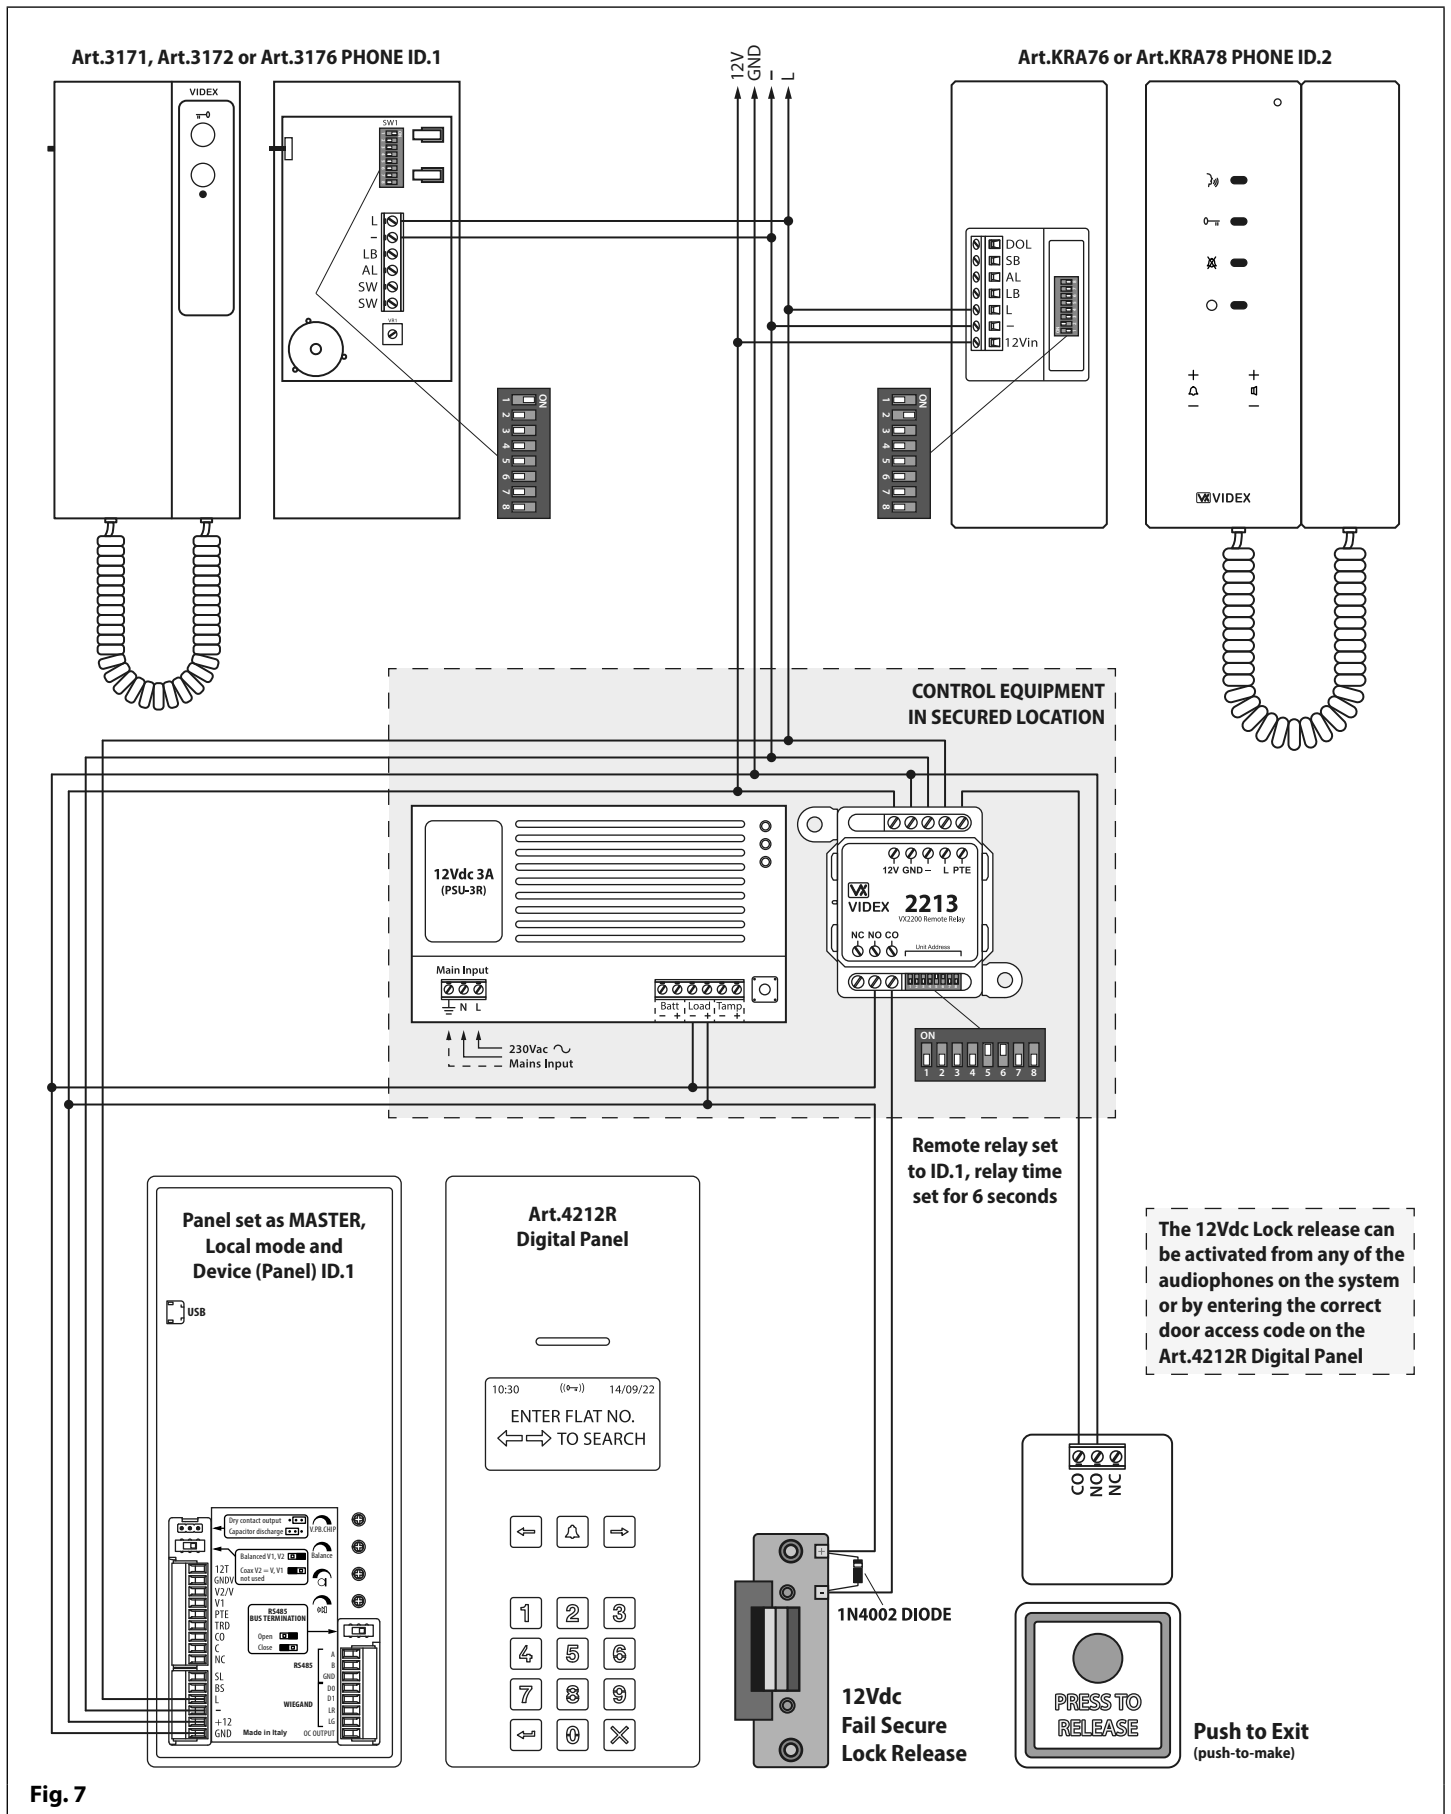 Art.3171, Art.3172 or Art.3176 PHONE ID.1
12V
GND
–
L
Art.KRA76 or Art.KRA78 PHONE ID.2
VIDEX
SW1
L
–
LB
AL
SW
SW
VR1
ON
1
2
3
4
5
6
7
8
DOL
SB
AL
LB
L
–
12Vin
ON
1
2
3
4
5
6
7
8
+ +
– –
VX VIDEX
CONTROL EQUIPMENT
IN SECURED LOCATION
12Vdc 3A
(PSU-3R)
Main Input
N L
Batt Load Tamp
– + – + – +
230Vac
Mains Input
12V GND – L PTE
VX
VIDEX 2213
VX2200 Remote Relay
NC NO CO
Unit Address
ON
1 2 3 4 5 6 7 8
Remote relay set
to ID.1, relay time
set for 6 seconds
Panel set as MASTER,
Local mode and
Device (Panel) ID.1
USB
Dry contact output
Capacitor discharge
V.PB.CHIP
Balanced V1, V2
Balance
Coax V2 = V, V1
not used
RS485
BUS TERMINATION
Open
Close
12T
GNDV
V2/V
V1
PTE
TRD
CO
C
NC
SL
BS
L
–
+12
GND
RS485
A
B
GND
WIEGAND
D0
D1
LR
LG
OC OUTPUT
Made in Italy
Art.4212R
Digital Panel
10:30 14/09/22
ENTER FLAT NO.
TO SEARCH
1 2 3
4 5 6
7 8 9
0
+
-
1N4002 DIODE
12Vdc
Fail Secure
Lock Release
The 12Vdc Lock release can
be activated from any of the
audiophones on the system
or by entering the correct
door access code on the
Art.4212R Digital Panel
CO
NO
NC
PRESS TO
RELEASE
Push to Exit
(push-to-make)
Fig. 7